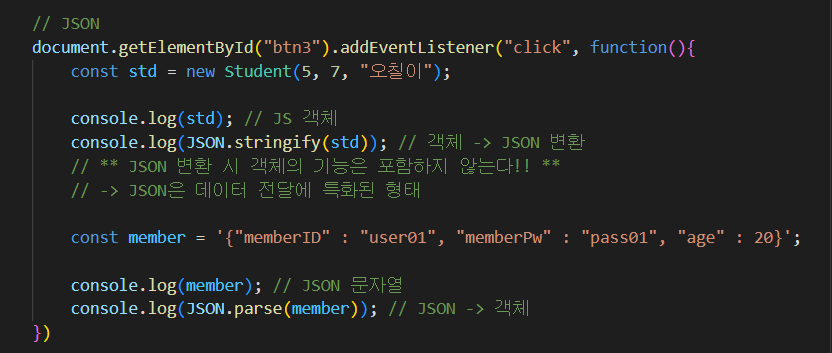 // JSON
document.getElementById("btn3").addEventListener("click", function(){
const std = new Student(5, 7, "오칠이");
console.log(std); // JS 객체
console.log(JSON.stringify(std)); // 객체 -> JSON 변환
// ** JSON 변환 시 객체의 기능은 포함하지 않는다!! **
// -> JSON은 데이터 전달에 특화된 형태
const member = '{"memberID" : "user01", "memberPw" : "pass01", "age" : 20}';
console.log(member); // JSON 문자열
console.log(JSON.parse(member)); // JSON -> 객체
})